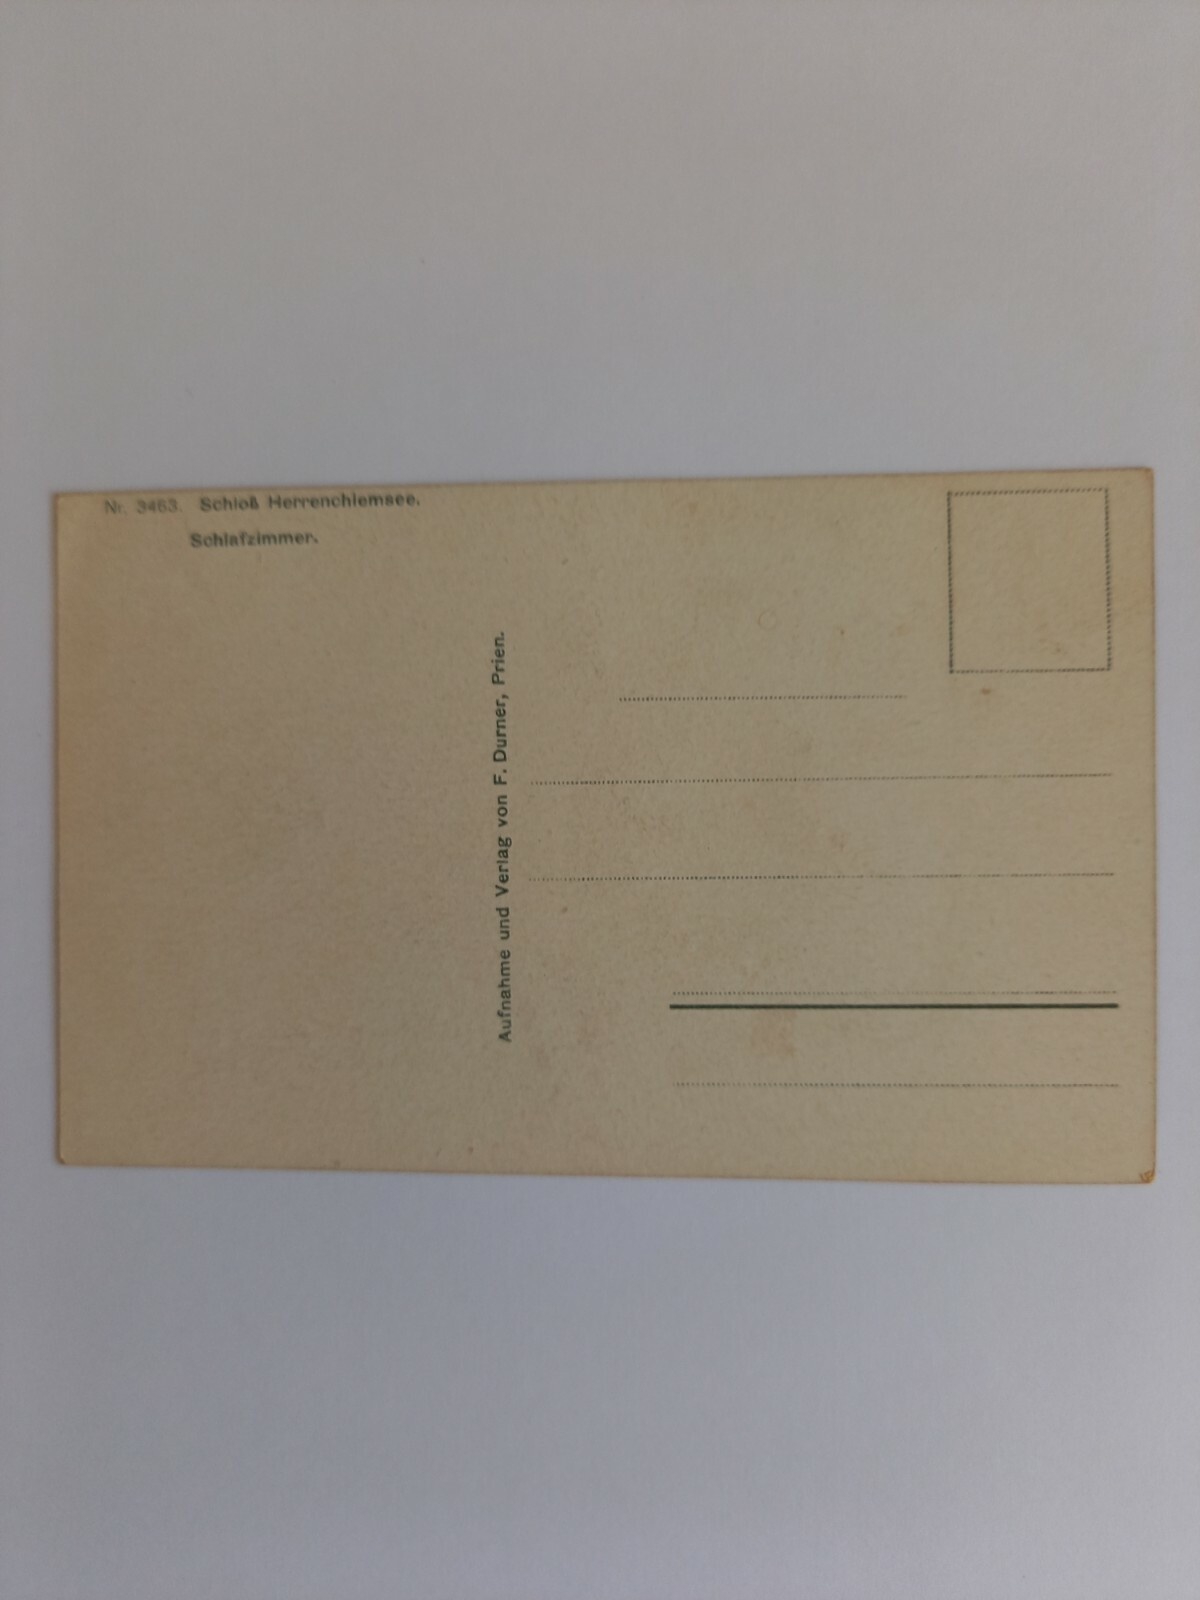 Nr. 3463. Schloß Herrenchiemsee.
Schlafzimmer.
Aufnahme und Verlag von F. Durner, Prien.